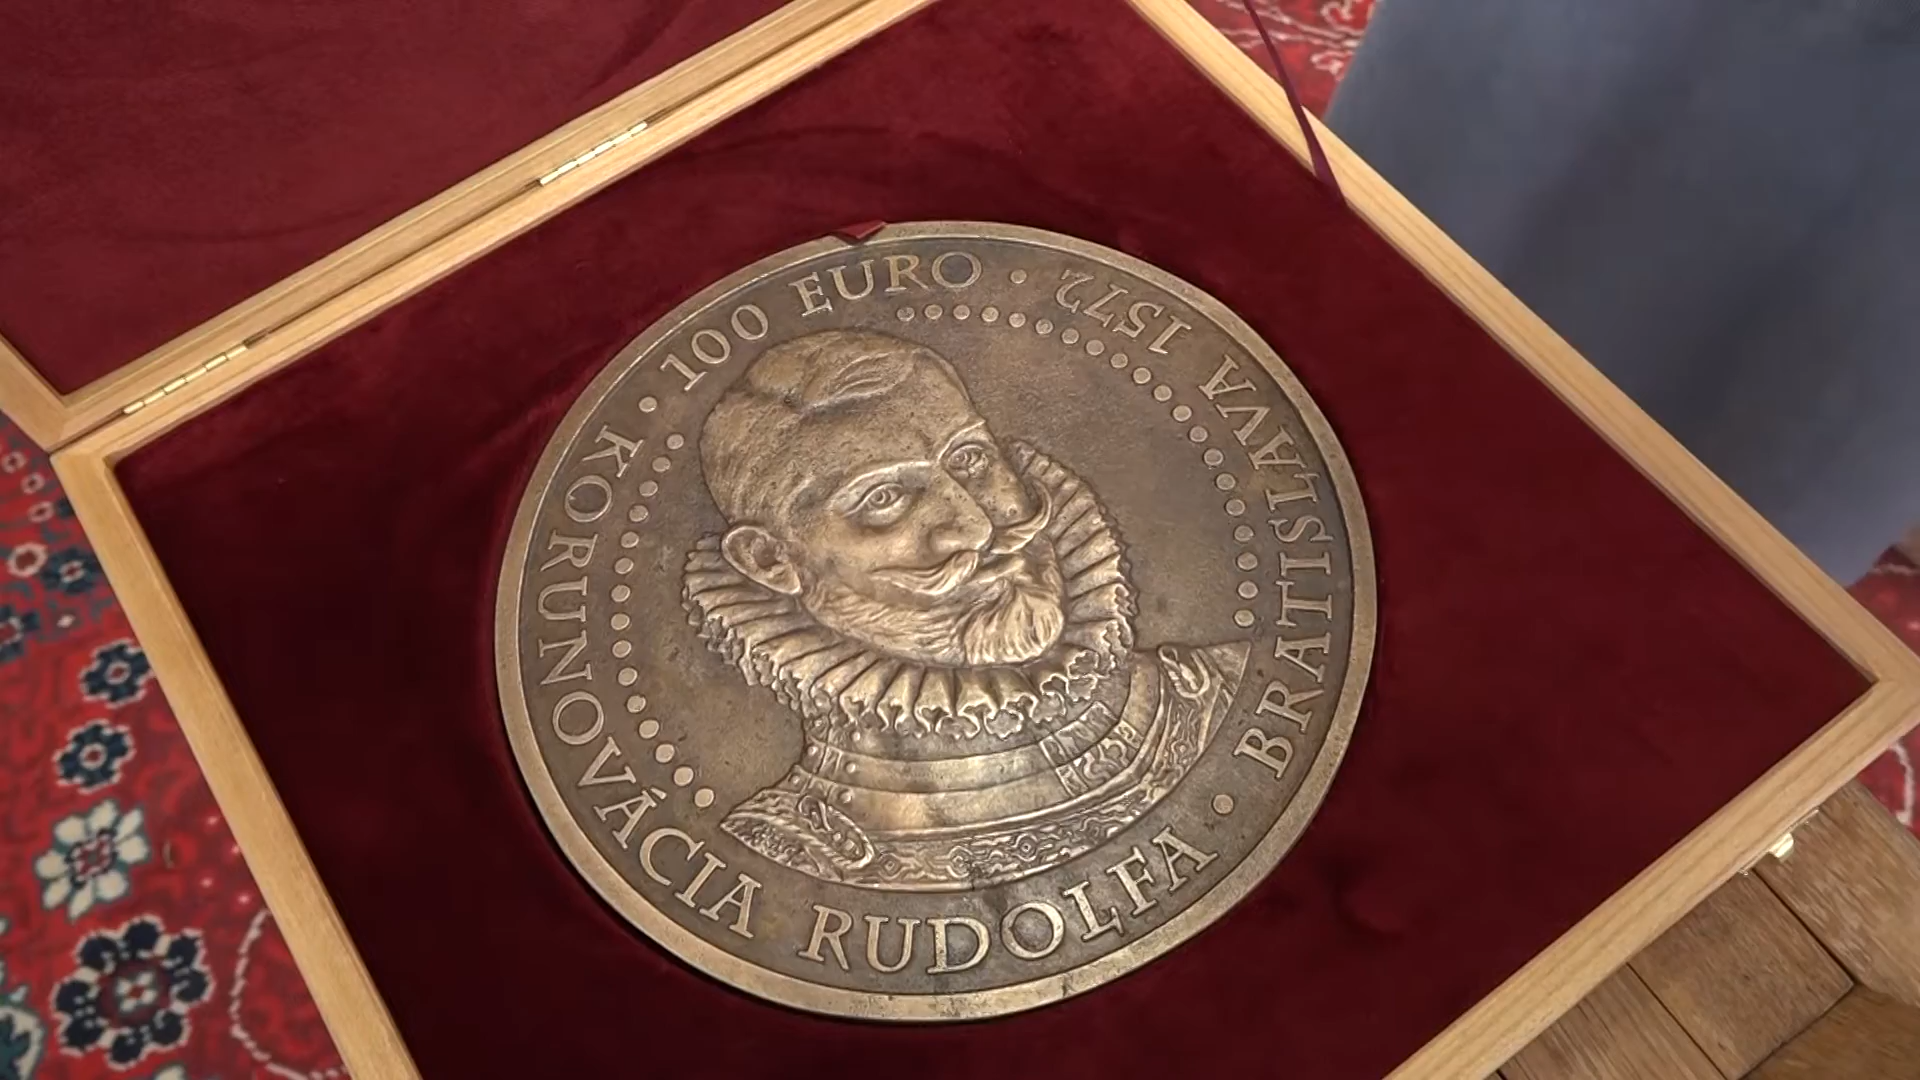 100 EURO
KORUNOVÁCIA RUDOLFA • BRATISLAVA 1572 •